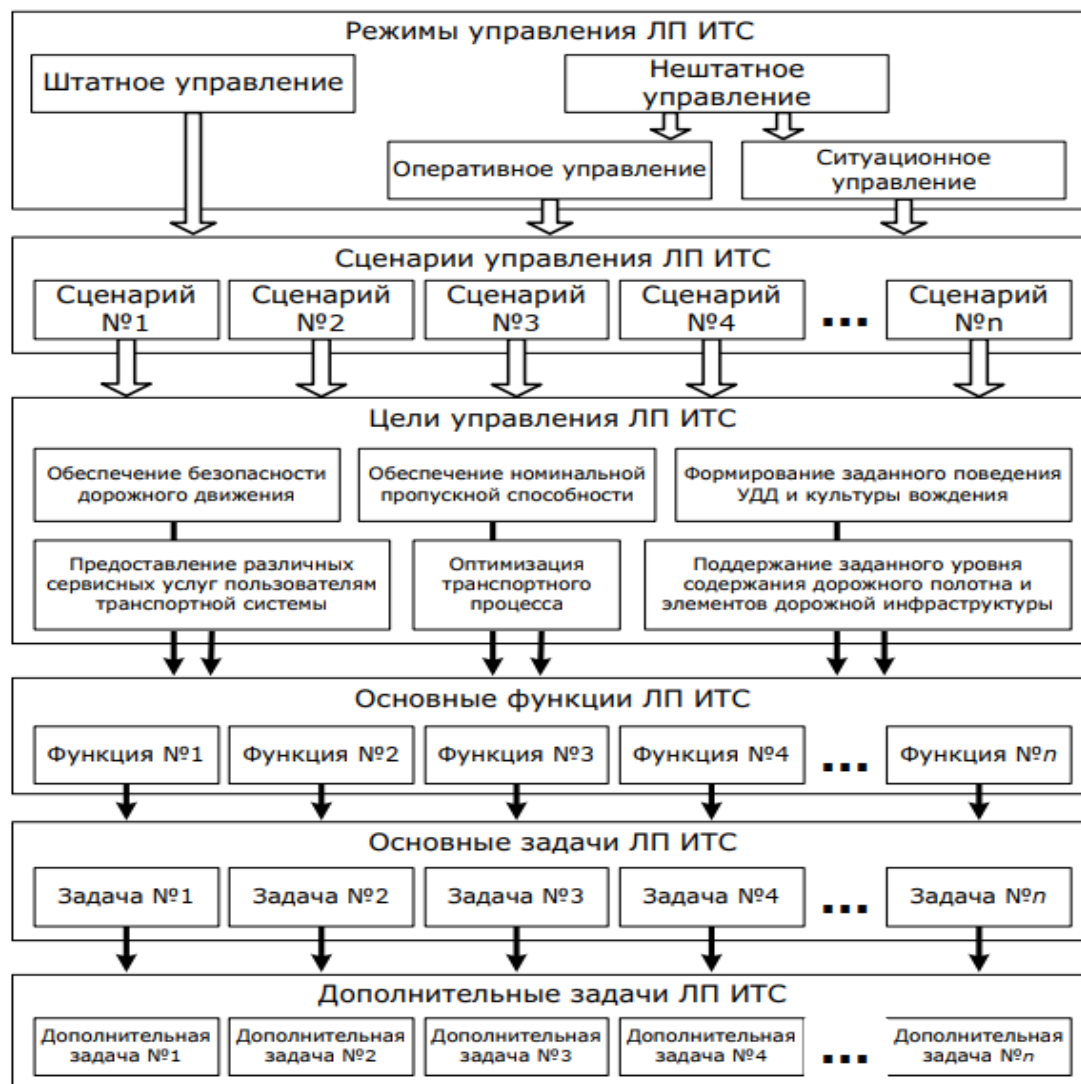 Режимы управления ЛП ИТС
Штатное управление
Нештатное
управление
Оперативное управление
Ситуационное
управление
Сценарии управления ЛП ИТС
Сценарий
№1
Сценарий
№2
Сценарий
№3
Сценарий
№4
...
Сценарий
№n
Цели управления ЛП ИТС
Обеспечение безопасности
дорожного движения
Обеспечение номинальной
пропускной способности
Формирование заданного поведения
УДД и культуры вождения
Предоставление различных
сервисных услуг пользователям
транспортной системы
Оптимизация
транспортного
процесса
Поддержание заданного уровня
содержания дорожного полотна и
элементов дорожной инфраструктуры
Основные функции ЛП ИТС
Функция №1
Функция №2
Функция №3
Функция №4
...
Функция №n
Основные задачи ЛП ИТС
Задача №1
Задача №2
Задача №3
Задача №4
...
Задача №n
Дополнительные задачи ЛП ИТС
Дополнительная
задача №1
Дополнительная
задача №2
Дополнительная
задача №3
Дополнительная
задача №4
...
Дополнительная
задача №n